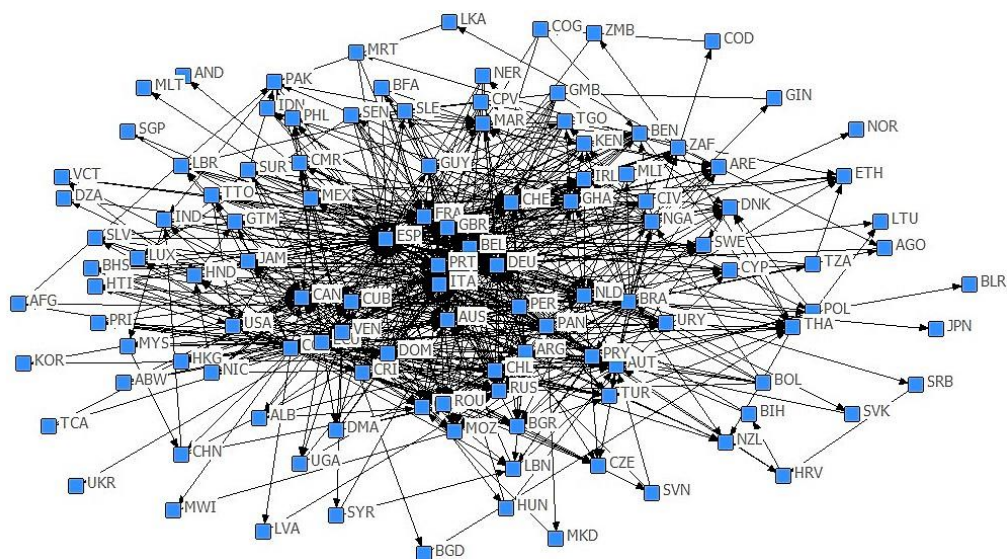 LKA
COG
ZMB
COD
MRT
AND
MLT
PAK
NER
BFA
GMB
CPV
GIN
IDN
PHL
SEN
SLE
MAR
TGO
SGP
BEN
NOR
KEN
ZAF
LBR
SUR
CMR
GUY
IRL
MLI
ARE
ETH
VCT
DZA
TTO
MEX
CHE
GHA
CIV
DNK
IND
GTM
FRA
GBR
NGA
LTU
SLV
ESP
BEL
SWE
AGO
LUX
JAM
PRT
DEU
CYP
TZA
BHS
HTI
HND
ITA
BLR
AFG
CAN
CUB
NLD
BRA
PER
POL
PRI
USA
VEN
AUS
PAN
URY
THA
JPN
MYS
DOM
ARG
PRY
KOR
HKG
NIC
CRI
CHL
AUT
ABW
RUS
TUR
BOL
SRB
TCA
ALB
ROU
BIH
SVK
DMA
MOZ
BGR
NZL
CHN
UGA
LBN
CZE
HRV
UKR
SVN
MWI
SYR
HUN
LVA
MKD
BGD